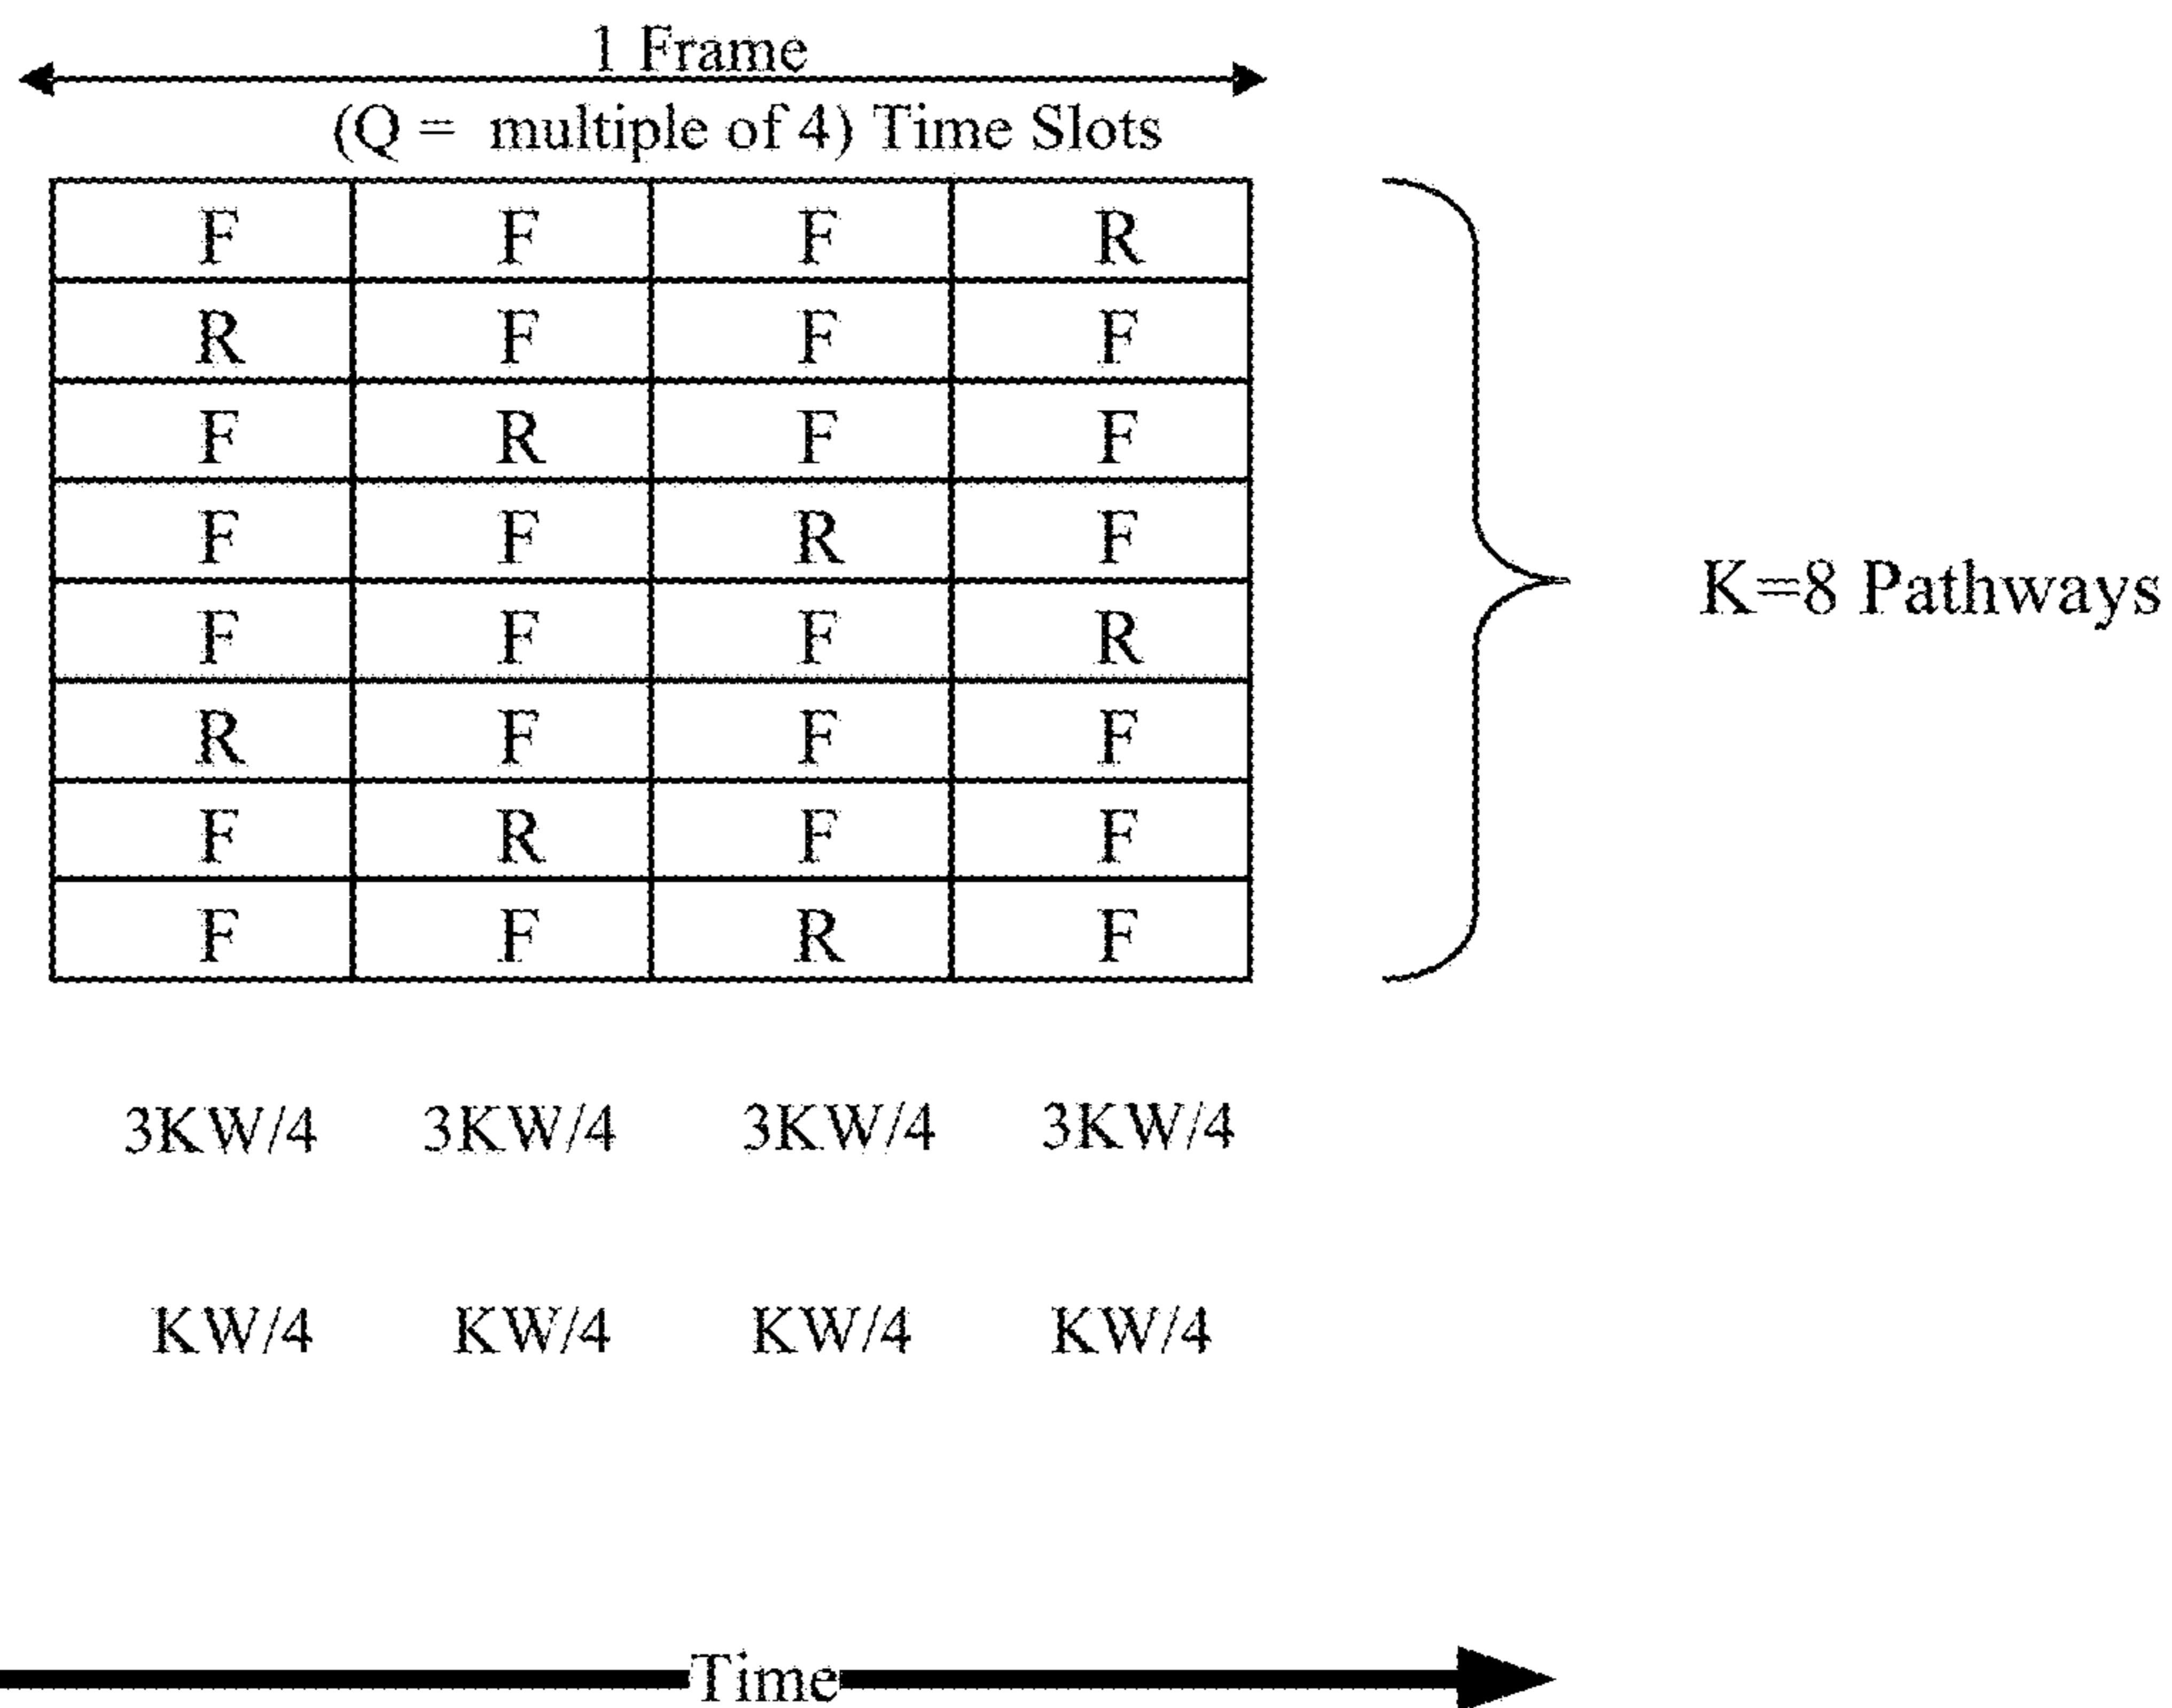 1 Frame
(Q = multiple of 4) Time Slots
F F F R
R F F F
F R F F
F F R F
F F F R
R F F F
F R F F
F F R F
K=8 Pathways
3KW/4 3KW/4 3KW/4 3KW/4
KW/4 KW/4 KW/4 KW/4
Time